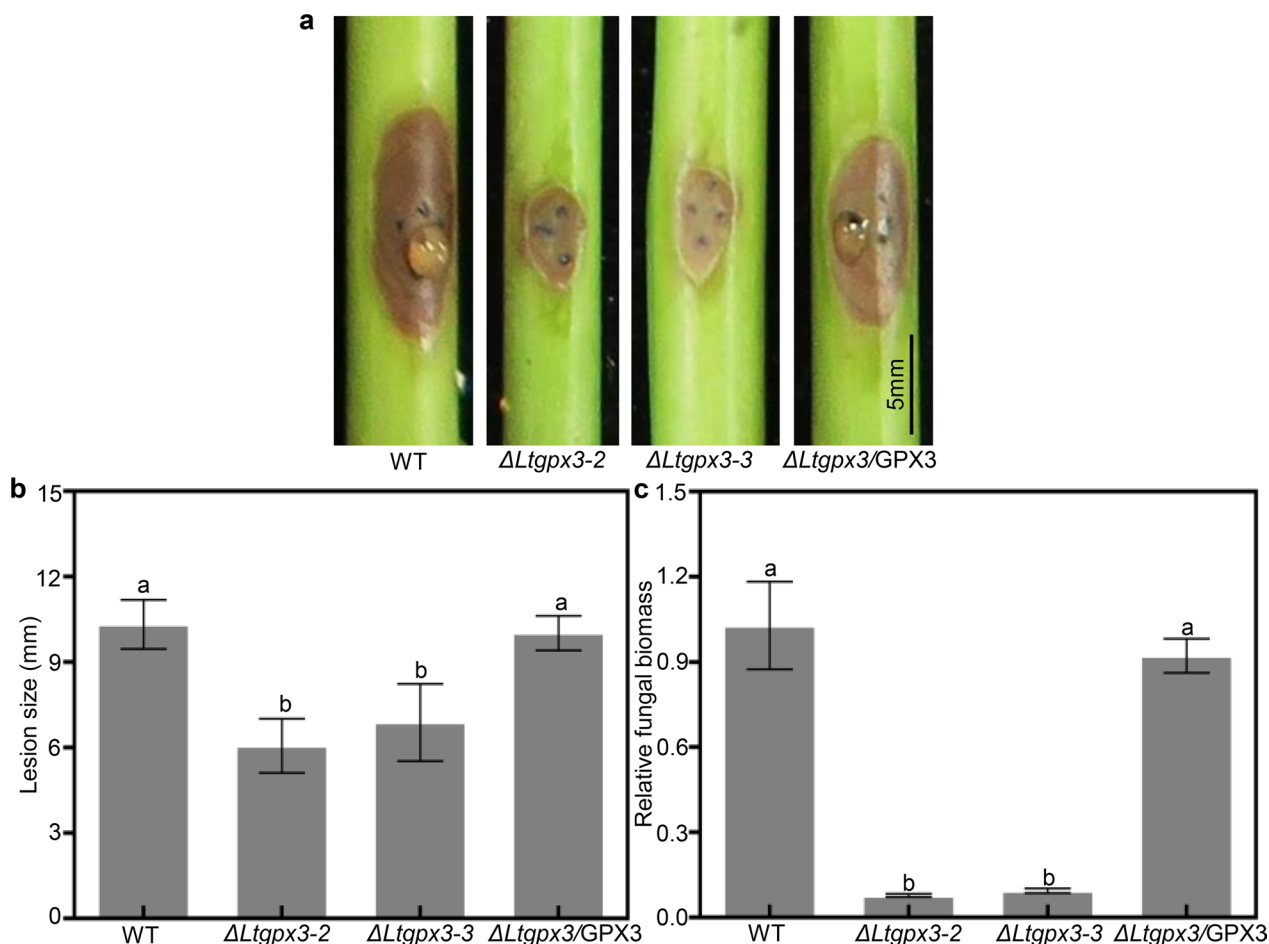 a
5mm
WT ΔLtgpx3-2 ΔLtgpx3-3 ΔLtgpx3/GPX3
b
Lesion size (mm)
15
12
9
6
3
0
a
b
b
a
WT ΔLtgpx3-2 ΔLtgpx3-3 ΔLtgpx3/GPX3
c
Relative fungal biomass
1.5
1.2
0.9
0.6
0.3
0.0
a
b
b
a
WT ΔLtgpx3-2 ΔLtgpx3-3 ΔLtgpx3/GPX3